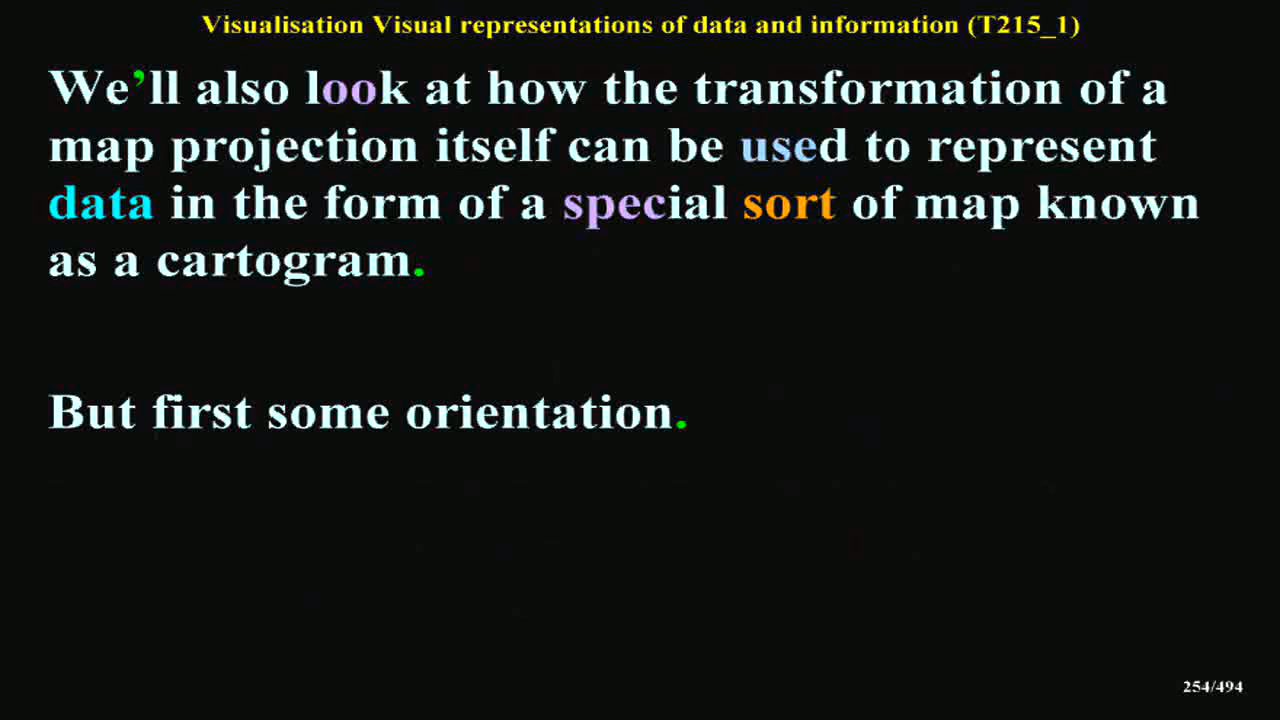 Visualisation Visual representations of data and information (T215_1)
We’ll also look at how the transformation of a
map projection itself can be used to represent
data in the form of a special sort of map known
as a cartogram.
But first some orientation.
254/494